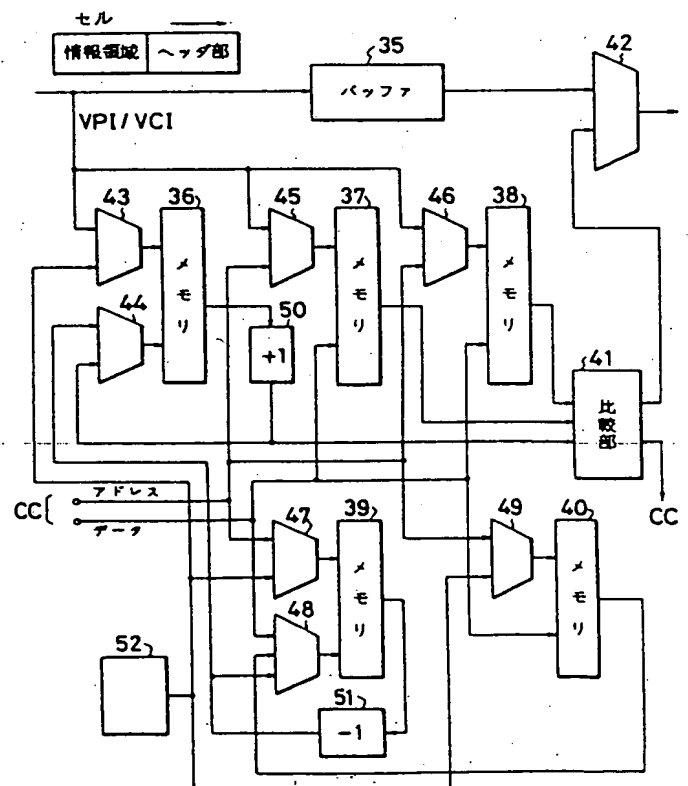 セル
情報領域 ヘッダ部
35
バッファ
42
VPI/VCI
43
36
メモリ
45
37
メモリ
46
38
メモリ
44
50
+1
41
比較部
CC
アドレス
データ
CC
47
39
メモリ
49
40
メモリ
48
52
51
-1